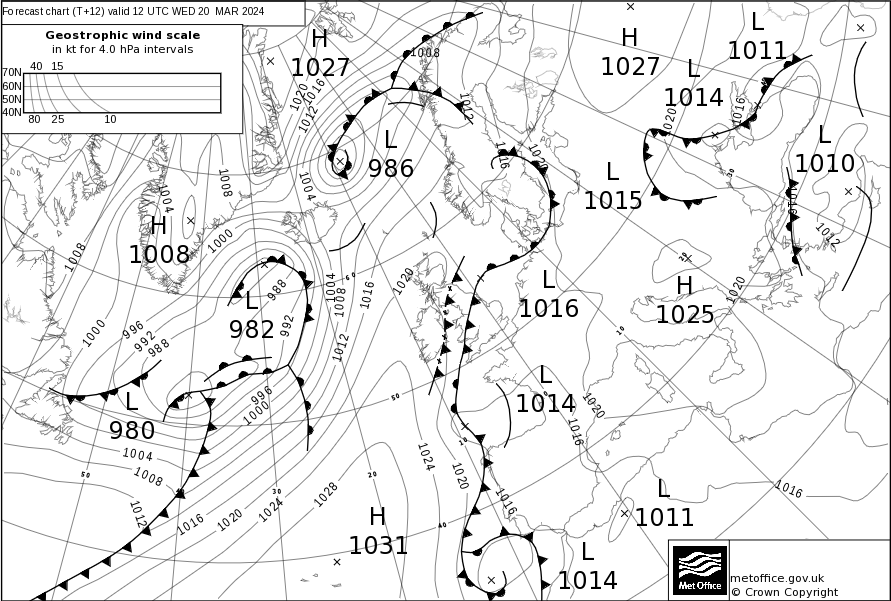 Forecast chart (T+12) valid 12 UTC WED 20 MAR 2024
Geostrophic wind scale
in kt for 4.0 hPa intervals
40 15
70N
60N
50N
40N
80 25 10
H
1027
H
1027
L
1011
L
1014
L
986
L
1010
L
1015
H
1008
L
982
L
1016
H
1025
L
980
L
1014
H
1031
L
1011
L
1014
1008
1020
1016
1012
1012
1016
1020
1020
1016
1004
1008
1004
1000
1008
1016
1012
1020
1004
1008
1016
1012
1020
988
992
1000
996
992
988
996
1000
1004
1008
1012
1016
1020
1024
1028
1024
1020
1016
1020
1016
1016
60
50
50
40
40
30
20
10
10
20
30
Met Office
metoffice.gov.uk
© Crown Copyright